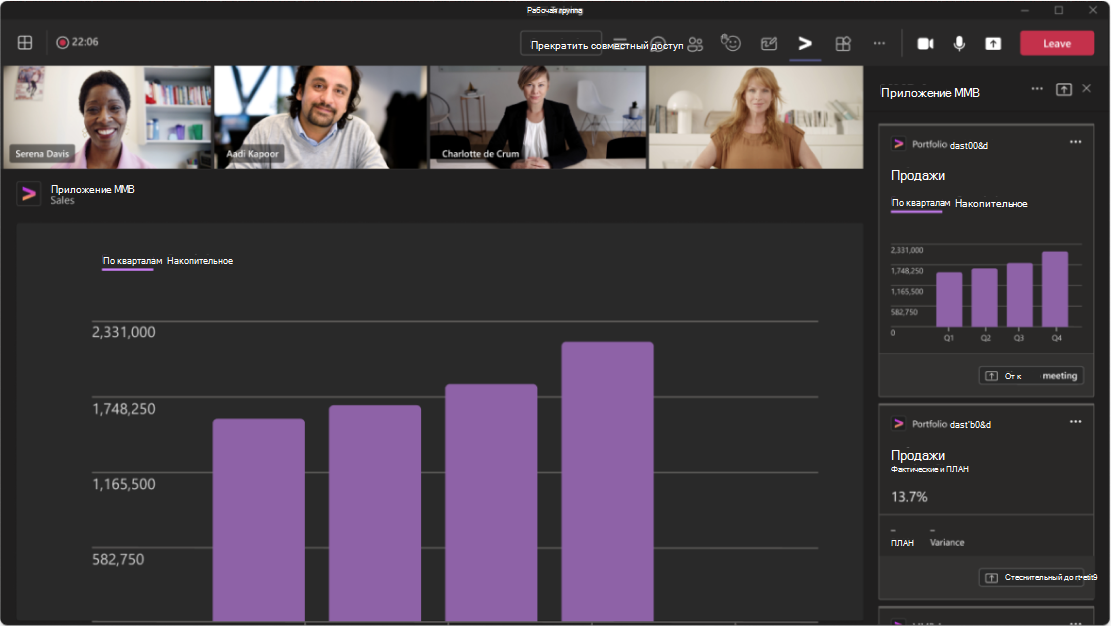 Рабочая группа
22:06
Прекратить совместный доступ
Leave
Serena Davis
Aadi Kapoor
Charlotte de Crum
Приложение MMB
Sales
По кварталам Накопительное
2,331,000
1,748,250
1,165,500
582,750
Приложение MMB
Portfolio dast00&d
Продажи
По кварталам Накопительное
2,331,000
1,748,250
1,165,500
582,750
0
Q1 Q2 Q3 Q4
От к meeting
Portfolio dast'b0&d
Продажи
Фактические и ПЛАН
13.7%
– –
ПЛАН Variance
Стеснительный до